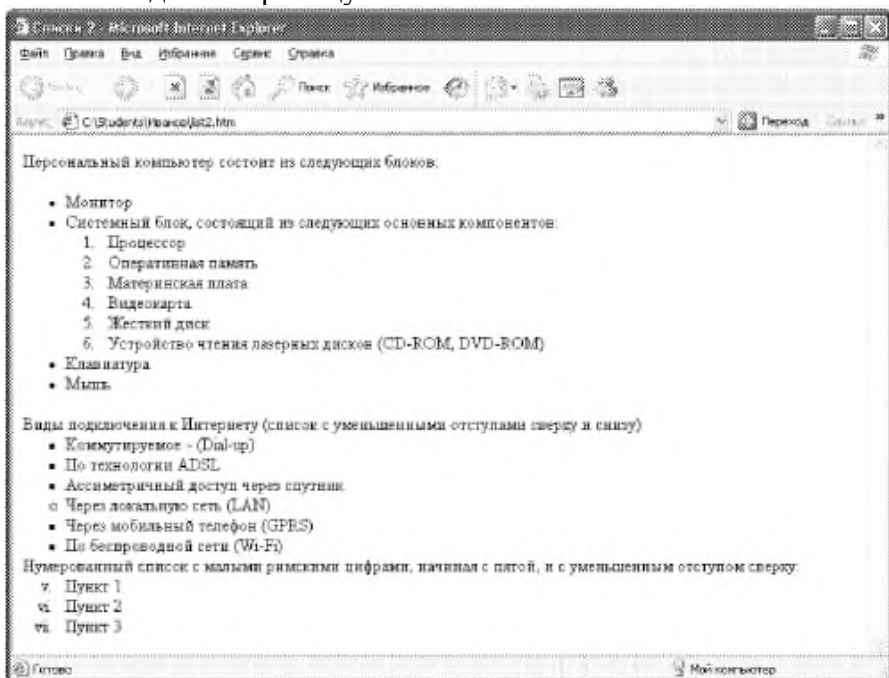 Списки 2 - Microsoft Internet Explorer
Файл Правка Вид Избранное Сервис Справка
Поиск Избранное
C:\Students\Иванов\list2.htm Переход
Персональный компьютер состоит из следующих блоков:
• Монитор
• Системный блок, состоящий из следующих основных компонентов:
1. Процессор
2. Оперативная память
3. Материнская плата
4. Видеокарта
5. Жесткий диск
6. Устройство чтения лазерных дисков (CD-ROM, DVD-ROM)
• Клавиатура
• Мышь
Виды подключения к Интернету (список с уменьшенными отступами сверху и снизу)
▪ Коммутируемое - (Dial-up)
▪ По технологии ADSL
▪ Ассиметричный доступ через спутник
○ Через локальную сеть (LAN)
▪ Через мобильный телефон (GPRS)
▪ По беспроводной сети (Wi-Fi)
Нумерованный список с малыми римскими цифрами, начиная с пятой, и с уменьшенным отступом сверху:
v. Пункт 1
vi. Пункт 2
vii. Пункт 3
Готово Мой компьютер